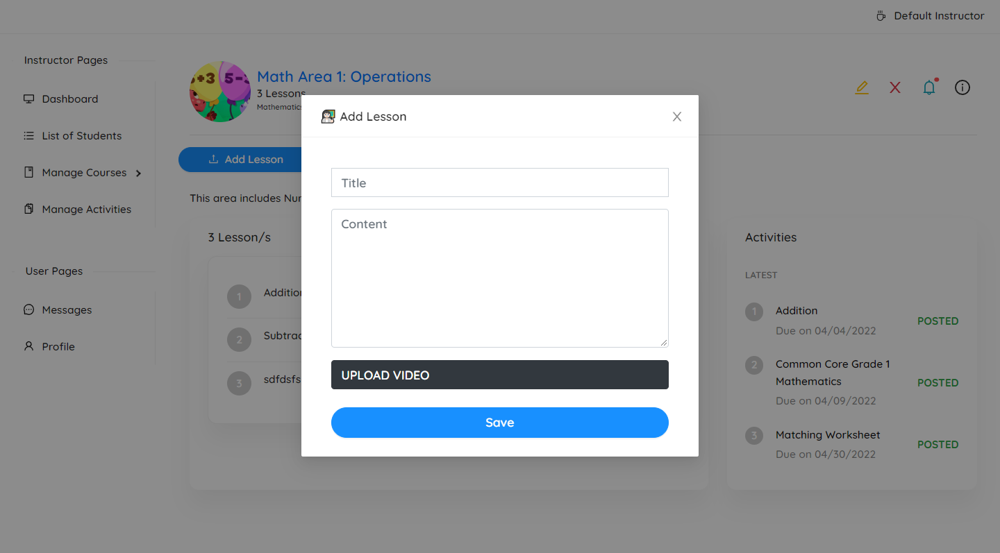 Default Instructor
Instructor Pages
Dashboard
List of Students
Manage Courses
Manage Activities
User Pages
Messages
Profile
+3 5-
Math Area 1: Operations
3 Lessons
Mathematics
Add Lesson
This area includes
3 Lesson/s
1
2
3 sdfdsfs
Add Lesson
Title
Content
UPLOAD VIDEO
Save
Activities
LATEST
1 Addition
Due on 04/04/2022
POSTED
2 Common Core Grade 1
Mathematics
Due on 04/09/2022
POSTED
3 Matching Worksheet
Due on 04/30/2022
POSTED